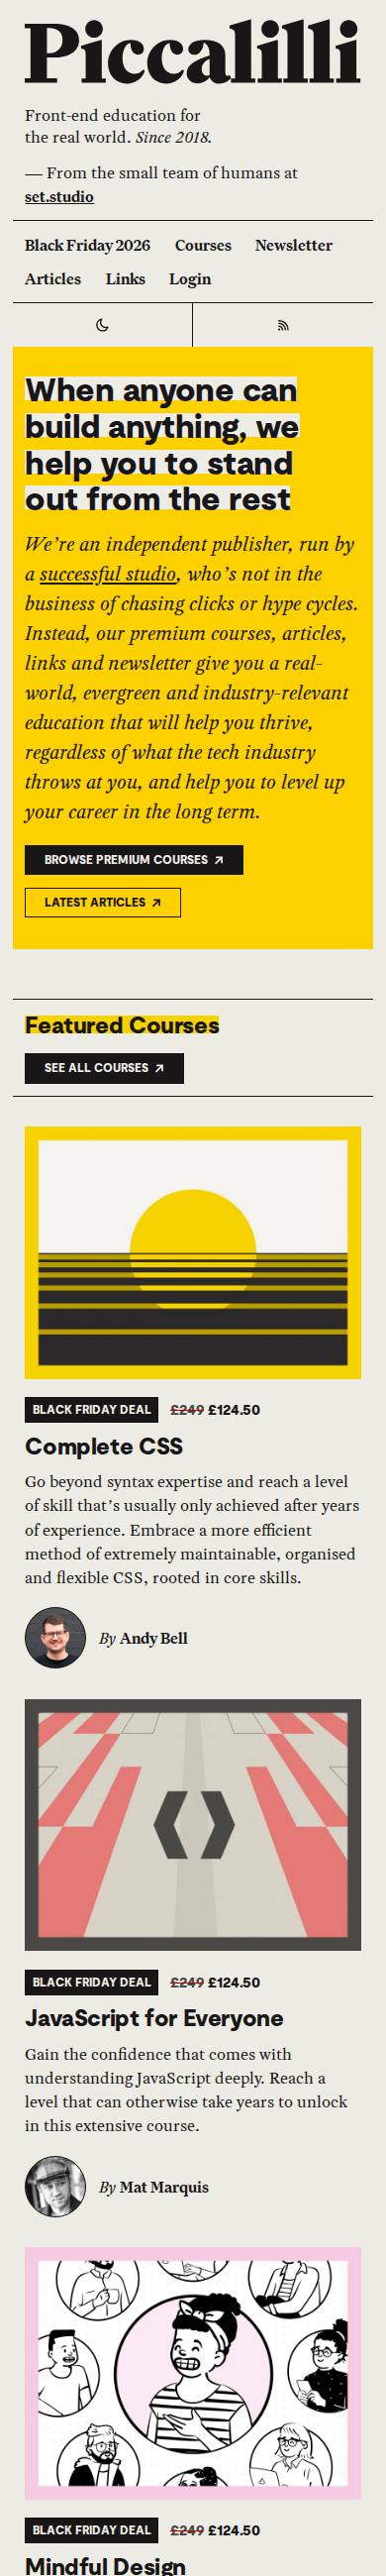 Piccalilli
Front-end education for
the real world. Since 2018.
— From the small team of humans at
set.studio
Black Friday 2026 Courses Newsletter
Articles Links Login
When anyone can
build anything, we
help you to stand
out from the rest
We’re an independent publisher, run by
a successful studio, who’s not in the
business of chasing clicks or hype cycles.
Instead, our premium courses, articles,
links and newsletter give you a real-
world, evergreen and industry-relevant
education that will help you thrive,
regardless of what the tech industry
throws at you, and help you to level up
your career in the long term.
BROWSE PREMIUM COURSES
LATEST ARTICLES
Featured Courses
SEE ALL COURSES
BLACK FRIDAY DEAL £249 £124.50
Complete CSS
Go beyond syntax expertise and reach a level
of skill that’s usually only achieved after years
of experience. Embrace a more efficient
method of extremely maintainable, organised
and flexible CSS, rooted in core skills.
By Andy Bell
BLACK FRIDAY DEAL £249 £124.50
JavaScript for Everyone
Gain the confidence that comes with
understanding JavaScript deeply. Reach a
level that can otherwise take years to unlock
in this extensive course.
By Mat Marquis
BLACK FRIDAY DEAL £249 £124.50
Mindful Design